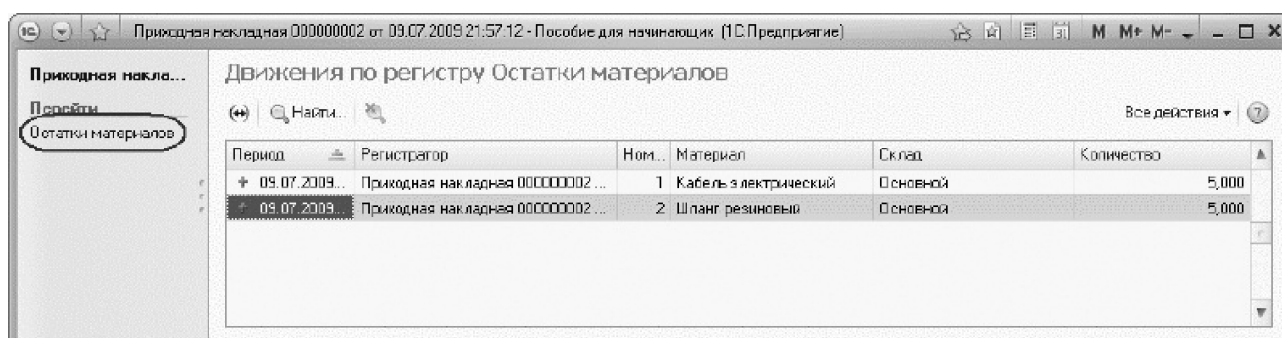 1С Приходная накладная 000000002 от 09.07.2009 21:57:12 - Пособие для начинающих (1С:Предприятие) 31 M M+ M-
Приходная накла... Движения по регистру Остатки материалов
Перейти
Остатки материалов
Найти... Все действия ?
Период Регистратор Ном... Материал Склад Количество
+ 09.07.2009... Приходная накладная 000000002 ... 1 Кабель электрический Основной 5,000
+ 09.07.2009... Приходная накладная 000000002 ... 2 Шланг резиновый Основной 5,000